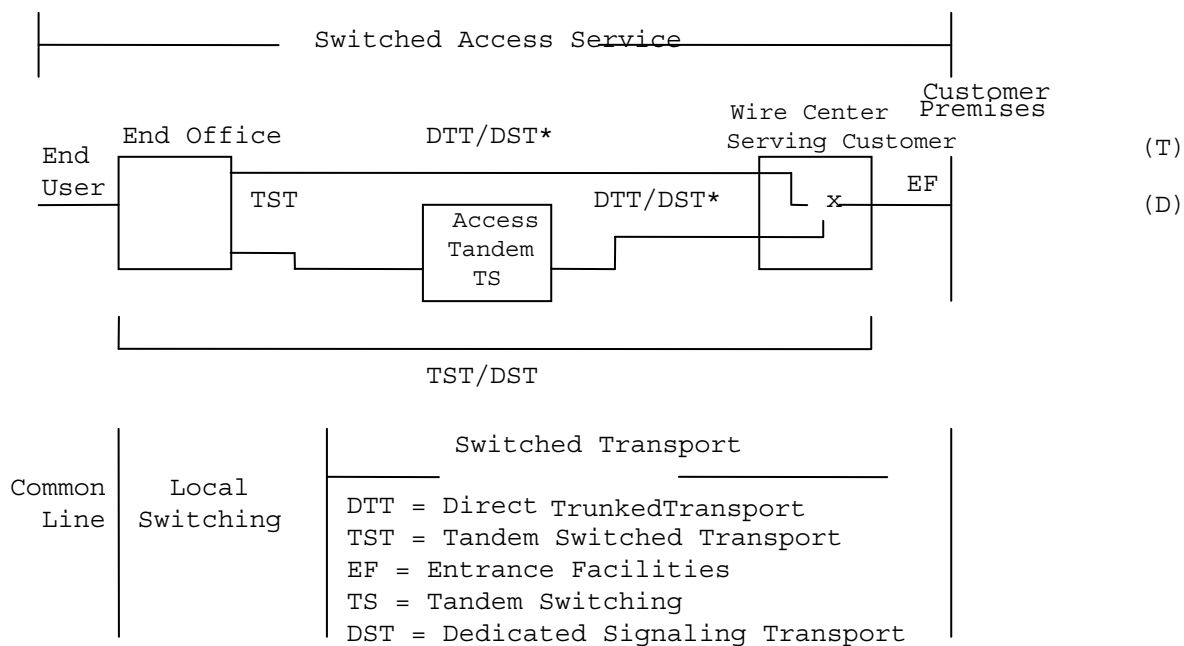 Switched Access Service
Customer
Premises
Wire Center
Serving Customer
End Office
DTT/DST*
(T)
End
User
EF
TST
DTT/DST*
x
(D)
Access
Tandem
TS
TST/DST
Switched Transport
Common
Line
Local
Switching
DTT = Direct TrunkedTransport
TST = Tandem Switched Transport
EF = Entrance Facilities
TS = Tandem Switching
DST = Dedicated Signaling Transport